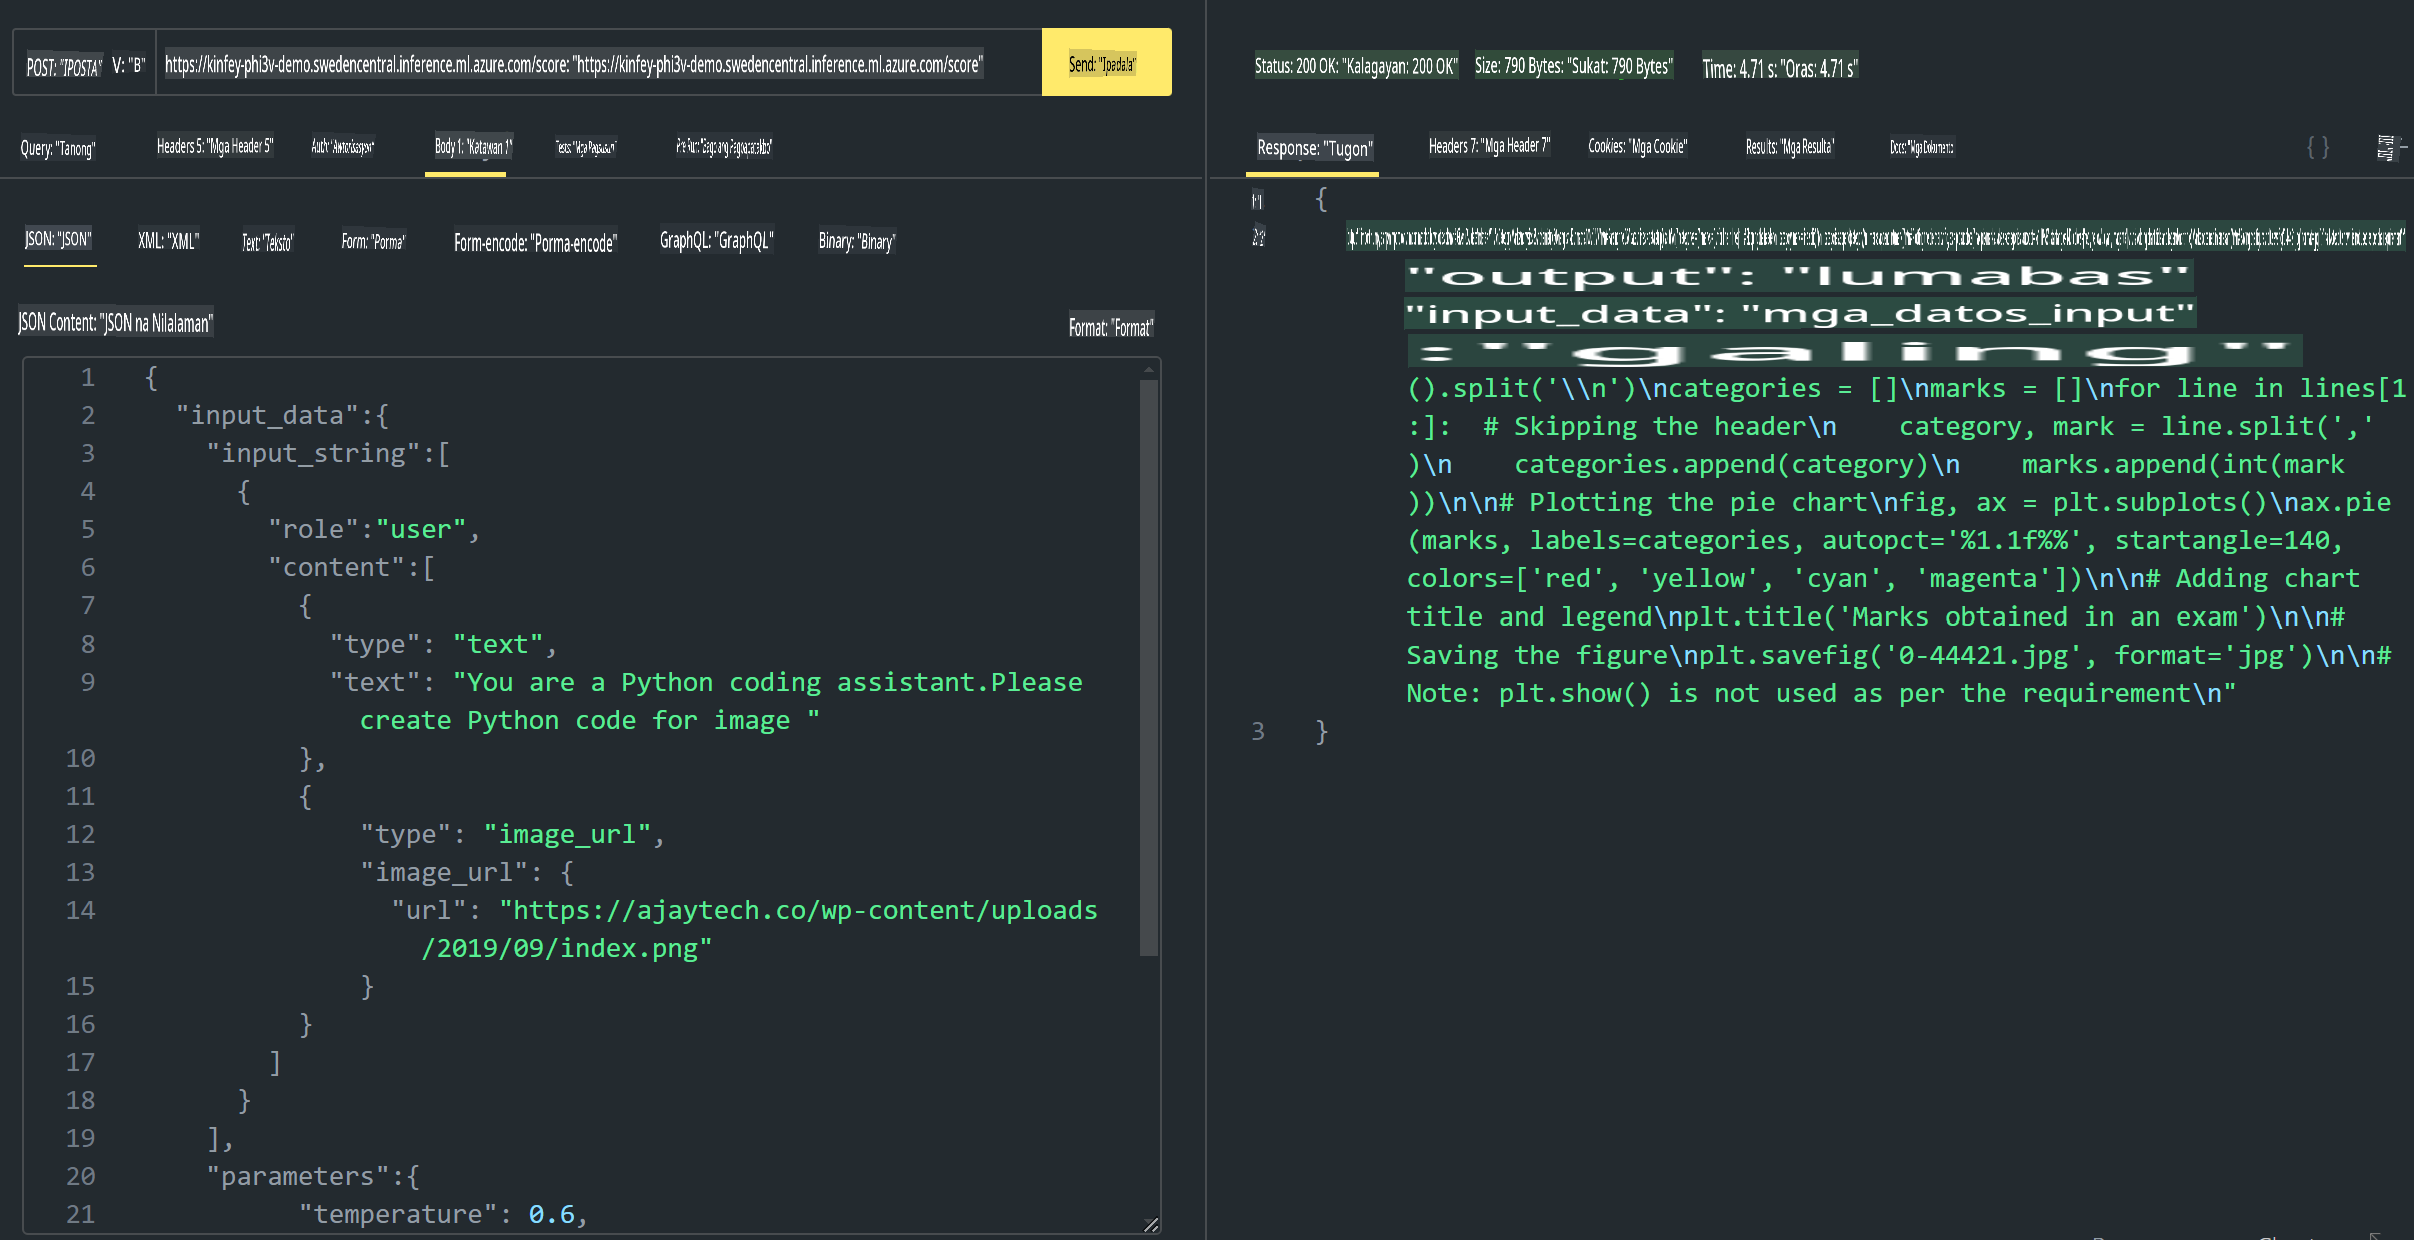 POST: "IPOSTA" V: "B" https://kinfey-phi3v-demo.swedencentral.inference.ml.azure.com/score: "https://kinfey-phi3v-demo.swedencentral.inference.ml.azure.com/score" Send: "Ipadala"
Query: "Tanong" Headers 5: "Mga Header 5" Auth: "Awtorisasyon" Body 1: "Katawan 1" Tests: "Mga Pagsusuri" Pre Run: "Bago ang Pagpapatakbo"
JSON: "JSON" XML: "XML" Text: "Teksto" Form: "Porma" Form-encode: "Porma-encode" GraphQL: "GraphQL" Binary: "Binary"
JSON Content: "JSON na Nilalaman" Format: "Format"
1 {
2 "input_data":{
3 "input_string":[
4 {
5 "role":"user",
6 "content":[
7 {
8 "type": "text",
9 "text": "You are a Python coding assistant.Please
create Python code for image "
10 },
11 {
12 "type": "image_url",
13 "image_url": {
14 "url": "https://ajaytech.co/wp-content/uploads
/2019/09/index.png"
15 }
16 }
17 ]
18 }
19 ],
20 "parameters":{
21 "temperature": 0.6,
Status: 200 OK: "Kalagayan: 200 OK" Size: 790 Bytes: "Sukat: 790 Bytes" Time: 4.71 s: "Oras: 4.71 s"
Response: "Tugon" Headers 7: "Mga Header 7" Cookies: "Mga Cookie" Results: "Mga Resulta" Docs: "Mga Dokumento { }
{
"output": "lumabas"
"input_data": "mga_datos_input"
: "galing"
().split('\\n')\ncategories = []\nmarks = []\nfor line in lines[1
:]:  # Skipping the header\n    category, mark = line.split(','
)\n    categories.append(category)\n    marks.append(int(mark
))\n\n# Plotting the pie chart\nfig, ax = plt.subplots()\nax.pie
(marks, labels=categories, autopct='%1.1f%%', startangle=140,
colors=['red', 'yellow', 'cyan', 'magenta'])\n\n# Adding chart
title and legend\nplt.title('Marks obtained in an exam')\n\n#
Saving the figure\nplt.savefig('0-44421.jpg', format='jpg')\n\n#
Note: plt.show() is not used as per the requirement\n"
3 }